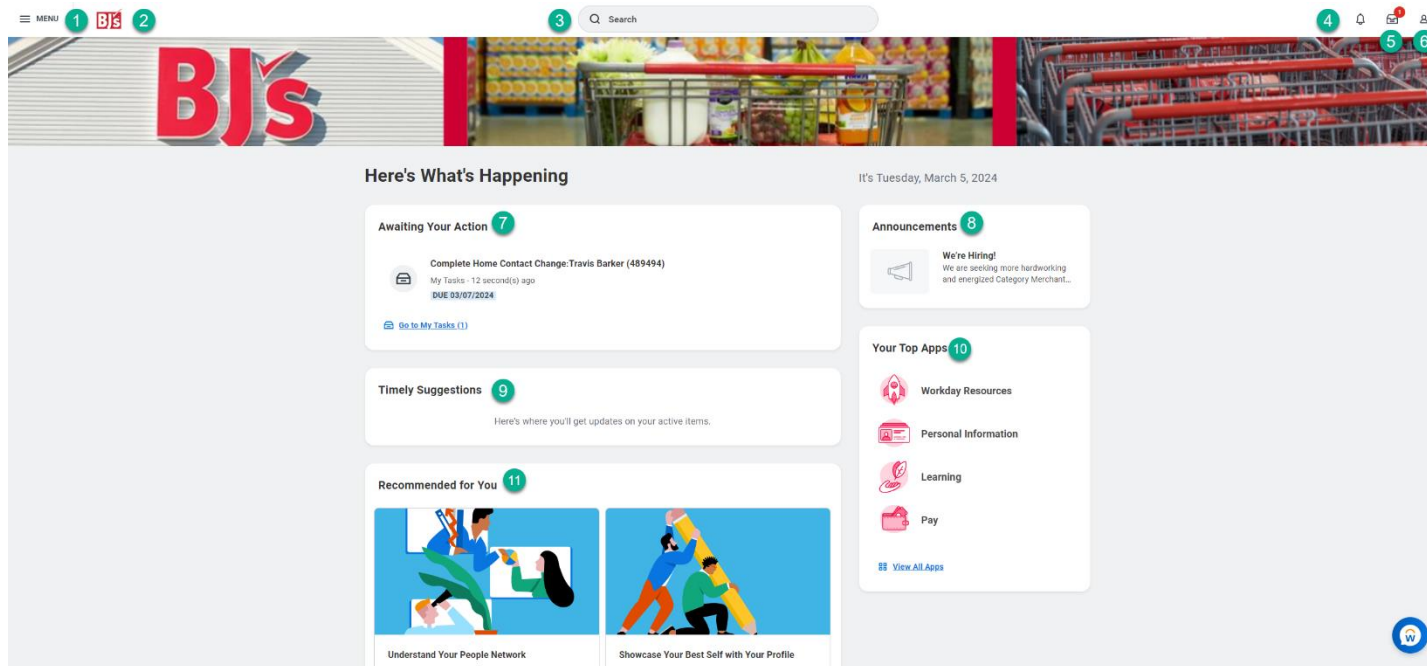 MENU 1 BJ's 2 3 Search 4 1
5 6
BJ's
Here's What's Happening
It's Tuesday, March 5, 2024
Awaiting Your Action 7
Complete Home Contact Change:Travis Barker (489494)
My Tasks - 12 second(s) ago
DUE 03/07/2024
Go to My Tasks (1)
Announcements 8
We're Hiring!
We are seeking more hardworking
and energized Category Merchant...
Timely Suggestions 9
Here's where you'll get updates on your active items.
Your Top Apps 10
Workday Resources
Personal Information
Learning
Pay
View All Apps
Recommended for You 11
Understand Your People Network
Showcase Your Best Self with Your Profile
w